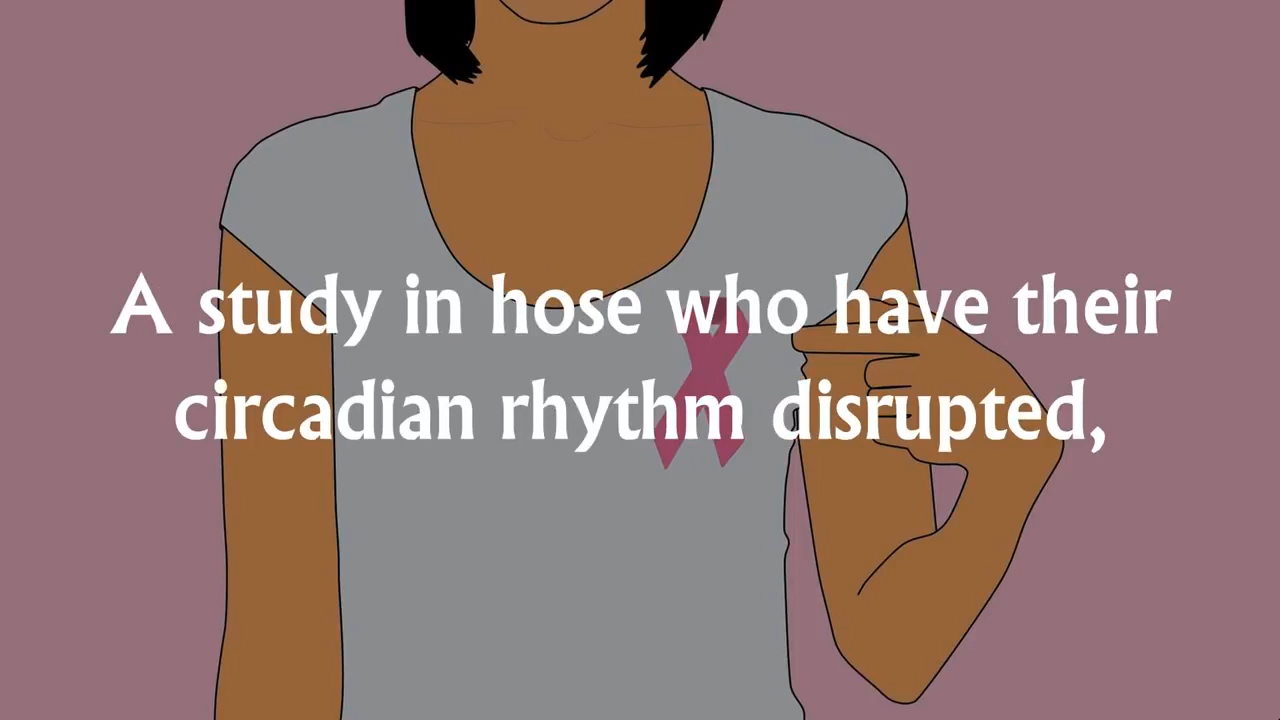 A study in hose who have their
circadian rhythm disrupted,